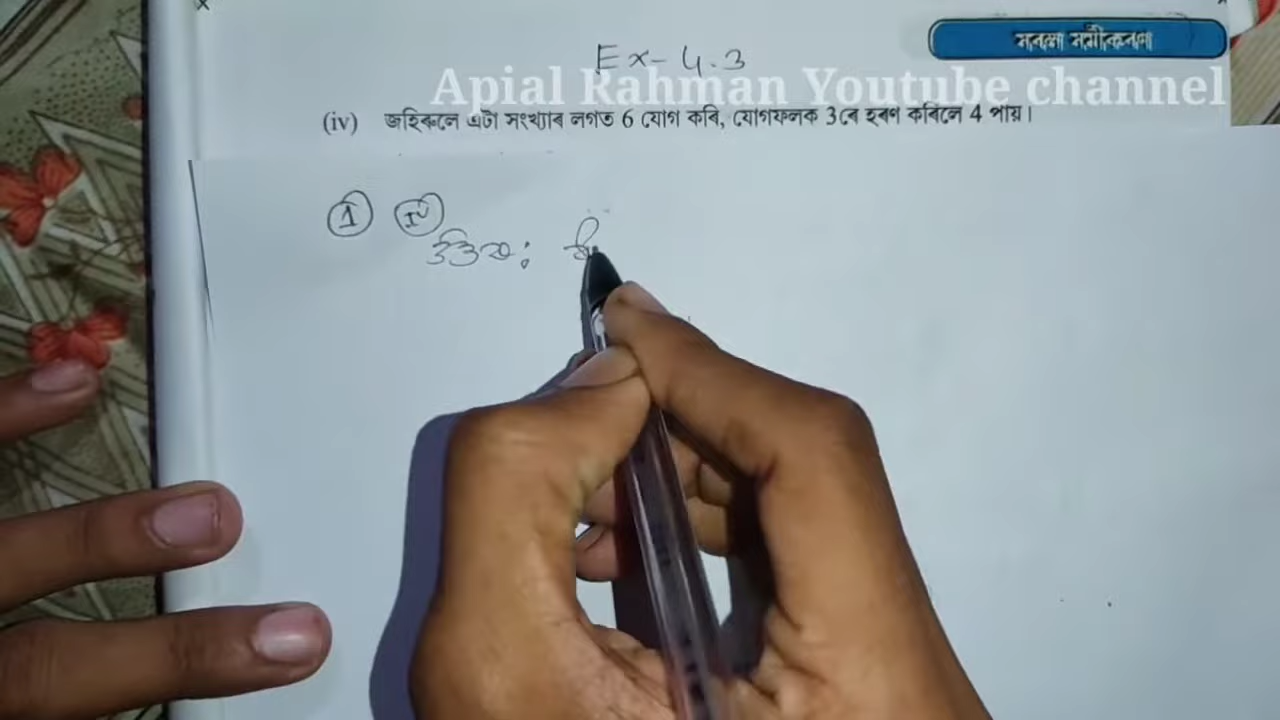 সৰল সমীকৰণ
Ex- 4.3
Apial Rahman Youtube channel
(iv) জহিৰুলে এটা সংখ্যাৰ লগত 6 যোগ কৰি, যোগফলক 3ৰে হৰণ কৰিলে 4 পায়।
1 IV
উত্তৰ: